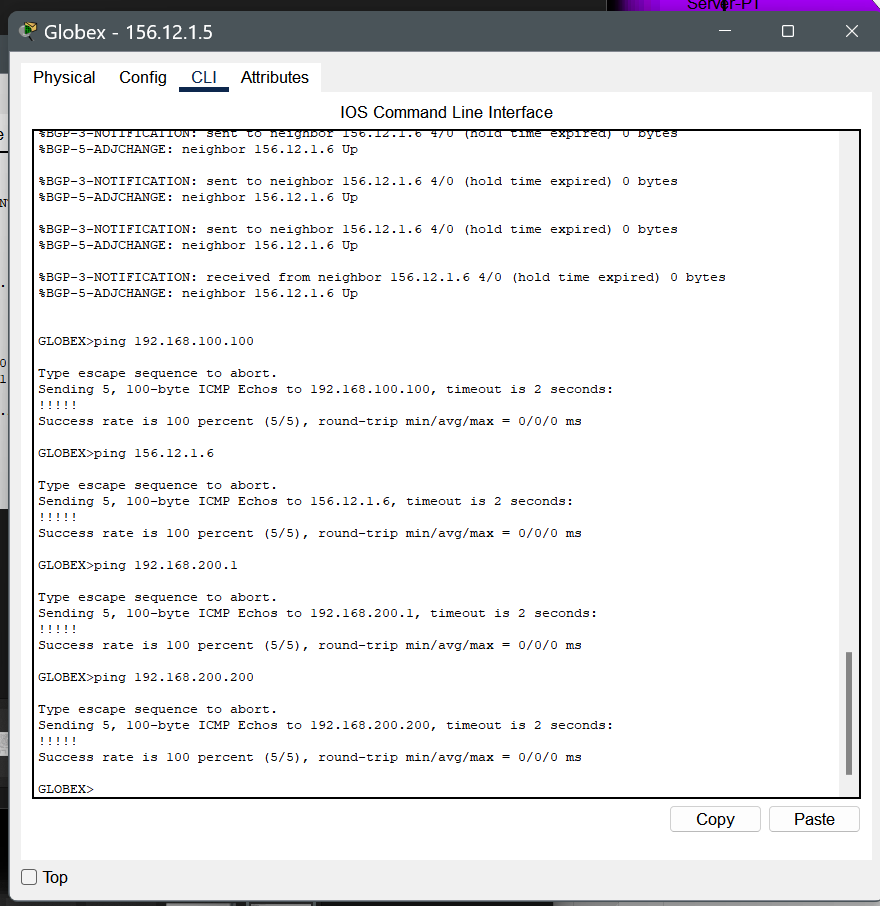 Server-PT
Globex - 156.12.1.5
Physical Config CLI Attributes
IOS Command Line Interface
%BGP-3-NOTIFICATION: sent to neighbor 156.12.1.6 4/0 (hold time expired) 0 bytes
%BGP-5-ADJCHANGE: neighbor 156.12.1.6 Up
%BGP-3-NOTIFICATION: sent to neighbor 156.12.1.6 4/0 (hold time expired) 0 bytes
%BGP-5-ADJCHANGE: neighbor 156.12.1.6 Up
%BGP-3-NOTIFICATION: sent to neighbor 156.12.1.6 4/0 (hold time expired) 0 bytes
%BGP-5-ADJCHANGE: neighbor 156.12.1.6 Up
%BGP-3-NOTIFICATION: received from neighbor 156.12.1.6 4/0 (hold time expired) 0 bytes
%BGP-5-ADJCHANGE: neighbor 156.12.1.6 Up
GLOBEX>ping 192.168.100.100
Type escape sequence to abort.
Sending 5, 100-byte ICMP Echos to 192.168.100.100, timeout is 2 seconds:
!!!!!
Success rate is 100 percent (5/5), round-trip min/avg/max = 0/0/0 ms
GLOBEX>ping 156.12.1.6
Type escape sequence to abort.
Sending 5, 100-byte ICMP Echos to 156.12.1.6, timeout is 2 seconds:
!!!!!
Success rate is 100 percent (5/5), round-trip min/avg/max = 0/0/0 ms
GLOBEX>ping 192.168.200.1
Type escape sequence to abort.
Sending 5, 100-byte ICMP Echos to 192.168.200.1, timeout is 2 seconds:
!!!!!
Success rate is 100 percent (5/5), round-trip min/avg/max = 0/0/0 ms
GLOBEX>ping 192.168.200.200
Type escape sequence to abort.
Sending 5, 100-byte ICMP Echos to 192.168.200.200, timeout is 2 seconds:
!!!!!
Success rate is 100 percent (5/5), round-trip min/avg/max = 0/0/0 ms
GLOBEX>
Copy Paste
Top